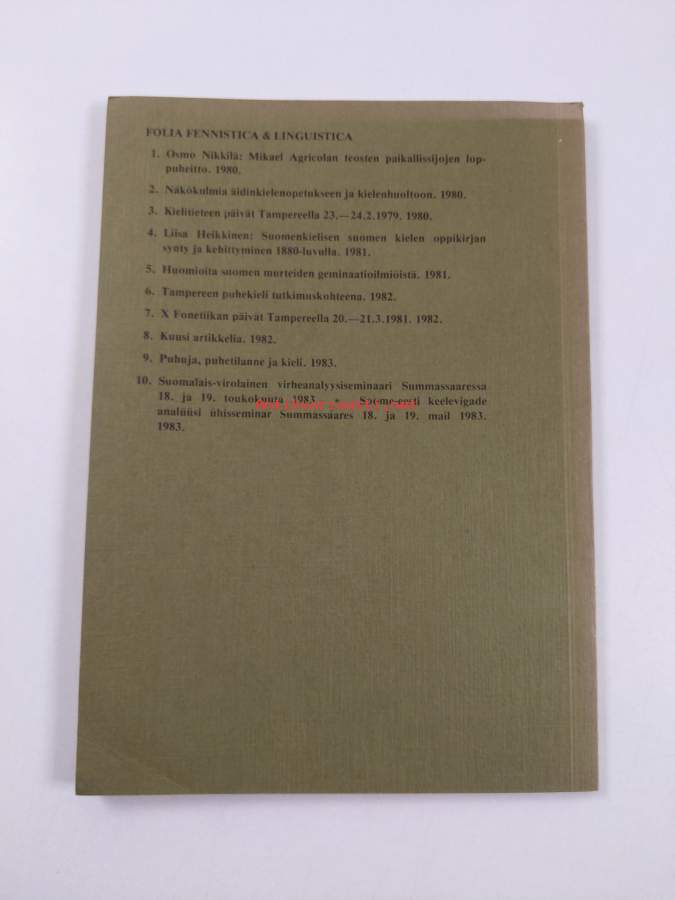 FOLIA FENNISTICA & LINGUISTICA
1. Osmo Nikkilä: Mikael Agricolan teosten paikallissijojen lop-
puheitto. 1980.
2. Näkökulmia äidinkielenopetukseen ja kielenhuoltoon. 1980.
3. Kielitieteen päivät Tampereella 23.—24.2.1979. 1980.
4. Liisa Heikkinen: Suomenkielisen suomen kielen oppikirjan
synty ja kehittyminen 1880-luvulla. 1981.
5. Huomioita suomen murteiden geminaatioilmiöistä. 1981.
6. Tampereen puhekieli tutkimuskohteena. 1982.
7. X Fonetiikan päivät Tampereella 20.—21.3.1981. 1982.
8. Kuusi artikkelia. 1982.
9. Puhuja, puhetilanne ja kieli. 1983.
10. Suomalais-virolainen virheanalyysiseminaari Summassaaressa
18. ja 19. toukokuuta 1983. Soome-eesti keelevigade
analüüsi ühisseminar Summassaares 18. ja 19. mail 1983.
1983.